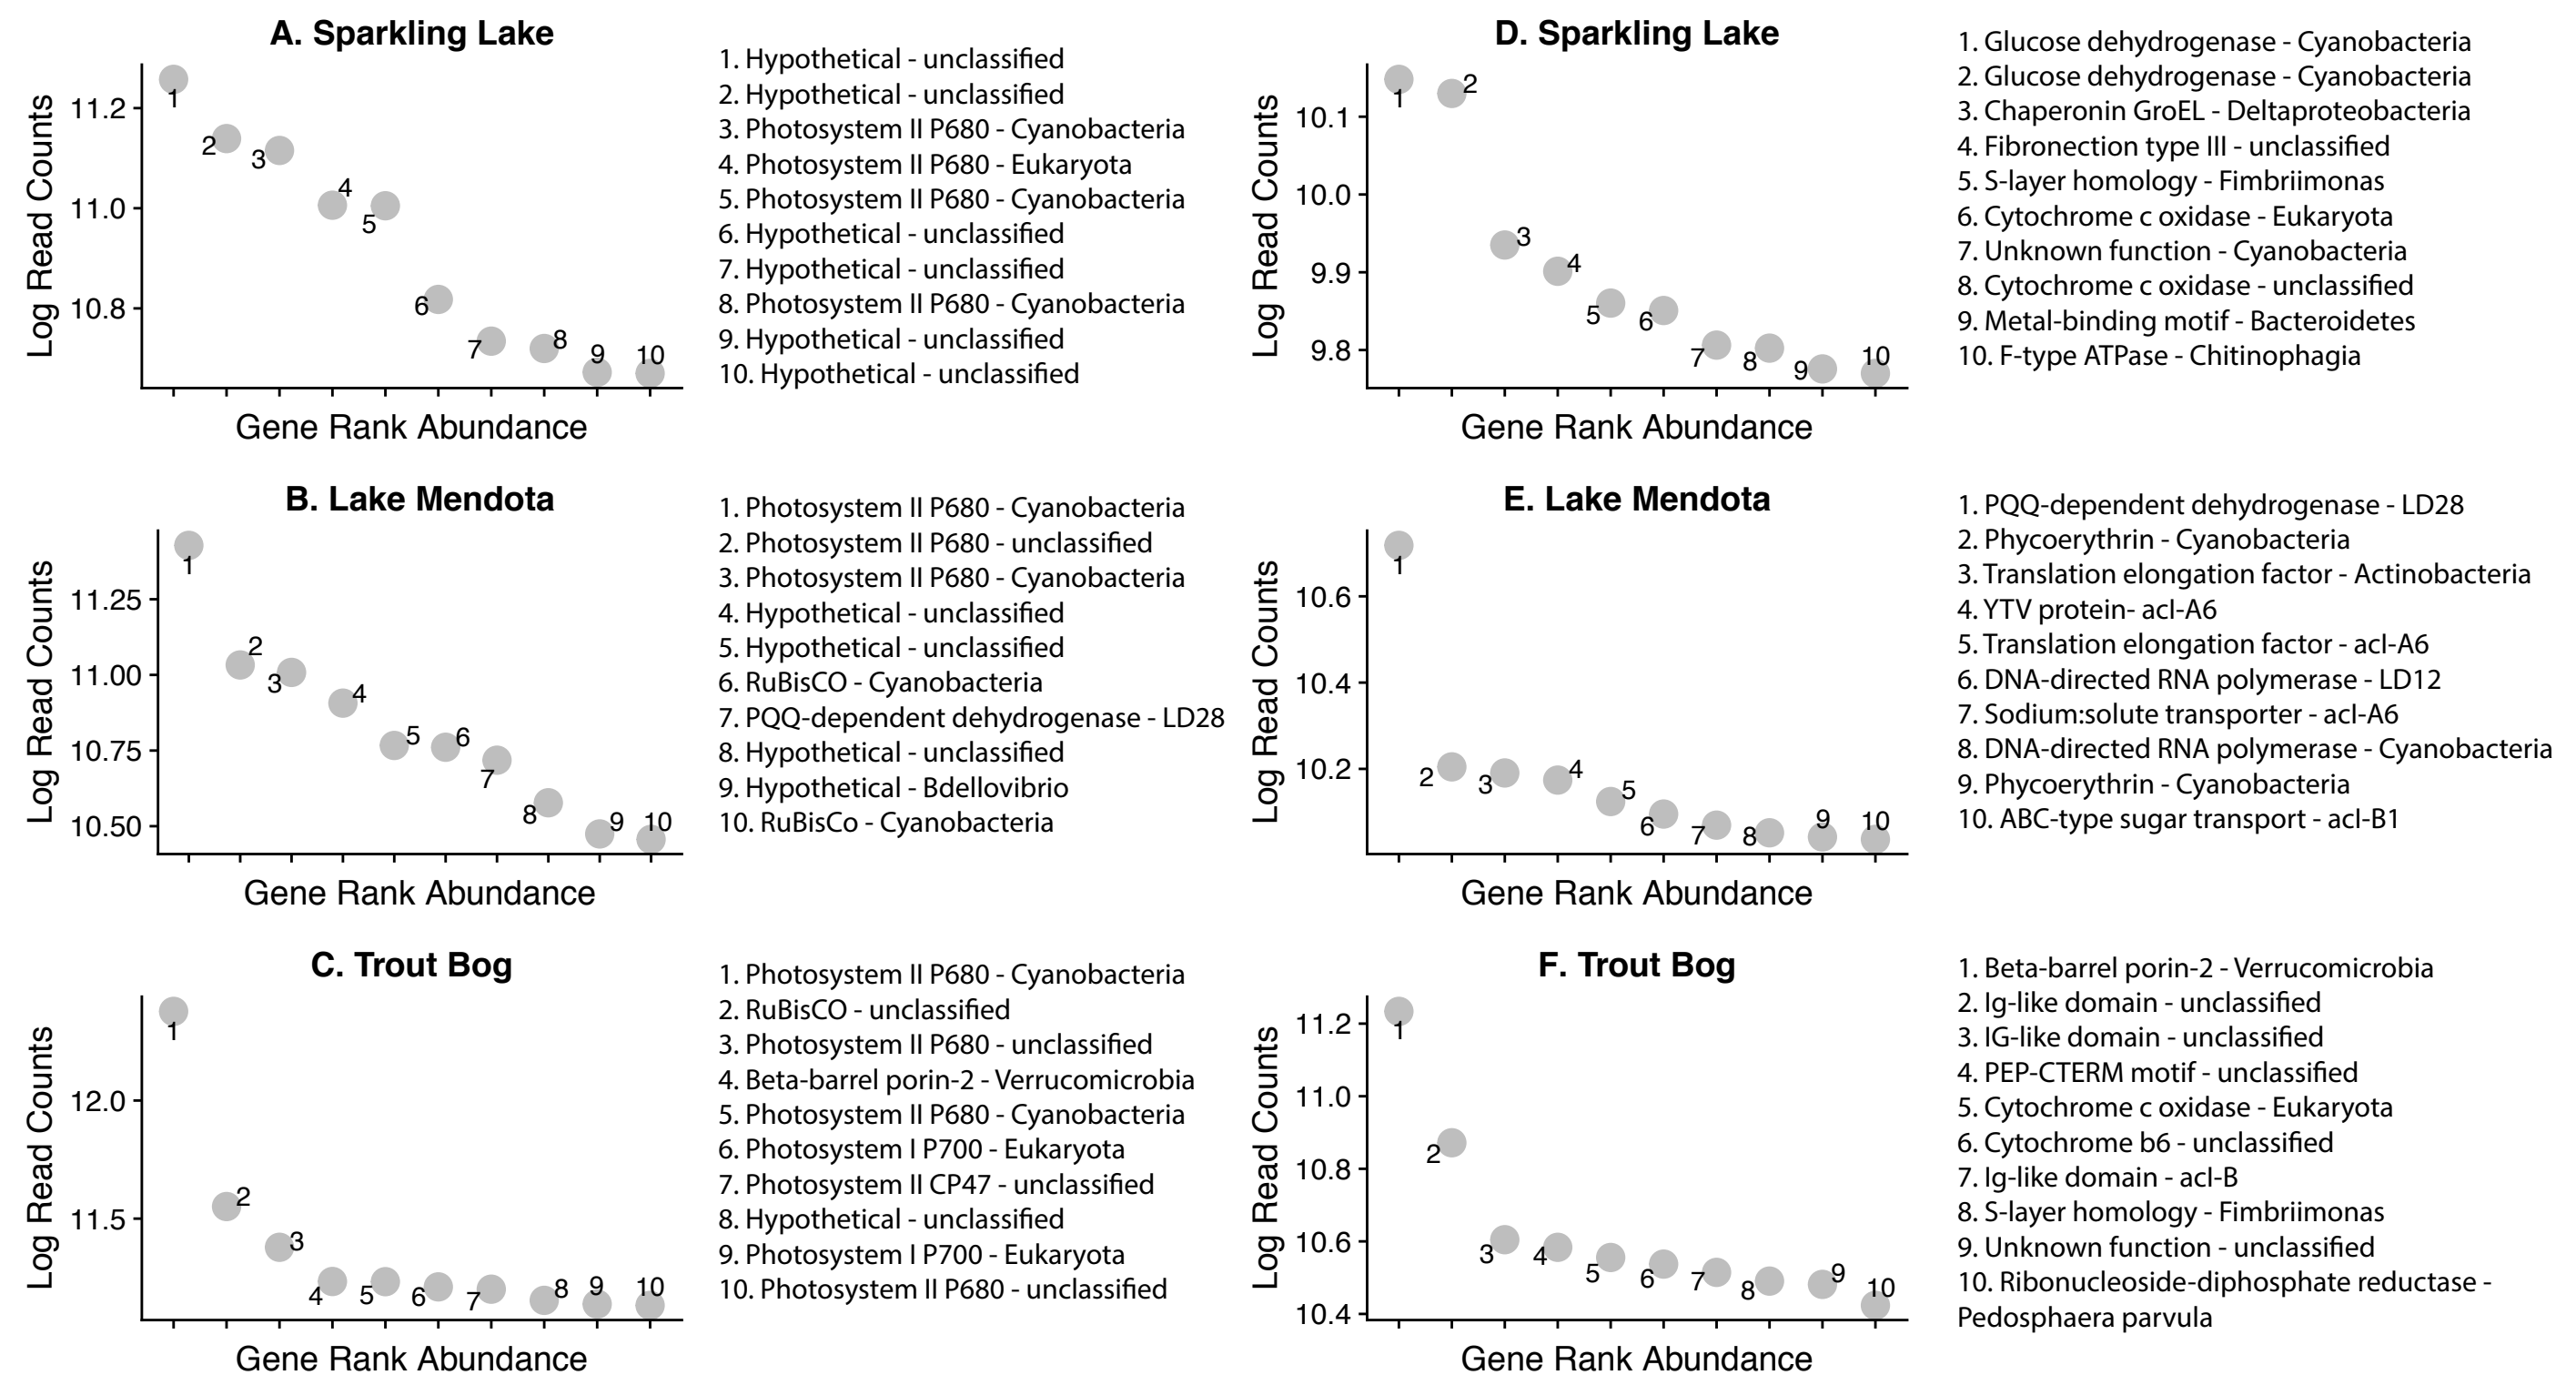 A. Sparkling Lake
Log Read Counts
11.2
11.0
10.8
1
2
3
4
5
6
7
8
9
10
Gene Rank Abundance
1. Hypothetical - unclassified
2. Hypothetical - unclassified
3. Photosystem II P680 - Cyanobacteria
4. Photosystem II P680 - Eukaryota
5. Photosystem II P680 - Cyanobacteria
6. Hypothetical - unclassified
7. Hypothetical - unclassified
8. Photosystem II P680 - Cyanobacteria
9. Hypothetical - unclassified
10. Hypothetical - unclassified
D. Sparkling Lake
Log Read Counts
10.1
10.0
9.9
9.8
1
2
3
4
5
6
7
8
9
10
Gene Rank Abundance
1. Glucose dehydrogenase - Cyanobacteria
2. Glucose dehydrogenase - Cyanobacteria
3. Chaperonin GroEL - Deltaproteobacteria
4. Fibronection type III - unclassified
5. S-layer homology - Fimbriimonas
6. Cytochrome c oxidase - Eukaryota
7. Unknown function - Cyanobacteria
8. Cytochrome c oxidase - unclassified
9. Metal-binding motif - Bacteroidetes
10. F-type ATPase - Chitinophagia
B. Lake Mendota
Log Read Counts
11.25
11.00
10.75
10.50
1
2
3
4
5
6
7
8
9
10
Gene Rank Abundance
1. Photosystem II P680 - Cyanobacteria
2. Photosystem II P680 - unclassified
3. Photosystem II P680 - Cyanobacteria
4. Hypothetical - unclassified
5. Hypothetical - unclassified
6. RuBisCO - Cyanobacteria
7. PQQ-dependent dehydrogenase - LD28
8. Hypothetical - unclassified
9. Hypothetical - Bdellovibrio
10. RuBisCo - Cyanobacteria
E. Lake Mendota
Log Read Counts
10.6
10.4
10.2
1
2
3
4
5
6
7
8
9
10
Gene Rank Abundance
1. PQQ-dependent dehydrogenase - LD28
2. Phycoerythrin - Cyanobacteria
3. Translation elongation factor - Actinobacteria
4. YTV protein- acI-A6
5. Translation elongation factor - acI-A6
6. DNA-directed RNA polymerase - LD12
7. Sodium:solute transporter - acI-A6
8. DNA-directed RNA polymerase - Cyanobacteria
9. Phycoerythrin - Cyanobacteria
10. ABC-type sugar transport - acI-B1
C. Trout Bog
Log Read Counts
12.0
11.5
1
2
3
4
5
6
7
8
9
10
Gene Rank Abundance
1. Photosystem II P680 - Cyanobacteria
2. RuBisCO - unclassified
3. Photosystem II P680 - unclassified
4. Beta-barrel porin-2 - Verrucomicrobia
5. Photosystem II P680 - Cyanobacteria
6. Photosystem I P700 - Eukaryota
7. Photosystem II CP47 - unclassified
8. Hypothetical - unclassified
9. Photosystem I P700 - Eukaryota
10. Photosystem II P680 - unclassified
F. Trout Bog
Log Read Counts
11.2
11.0
10.8
10.6
10.4
1
2
3
4
5
6
7
8
9
10
Gene Rank Abundance
1. Beta-barrel porin-2 - Verrucomicrobia
2. Ig-like domain - unclassified
3. IG-like domain - unclassified
4. PEP-CTERM motif - unclassified
5. Cytochrome c oxidase - Eukaryota
6. Cytochrome b6 - unclassified
7. Ig-like domain - acI-B
8. S-layer homology - Fimbriimonas
9. Unknown function - unclassified
10. Ribonucleoside-diphosphate reductase -
Pedosphaera parvula